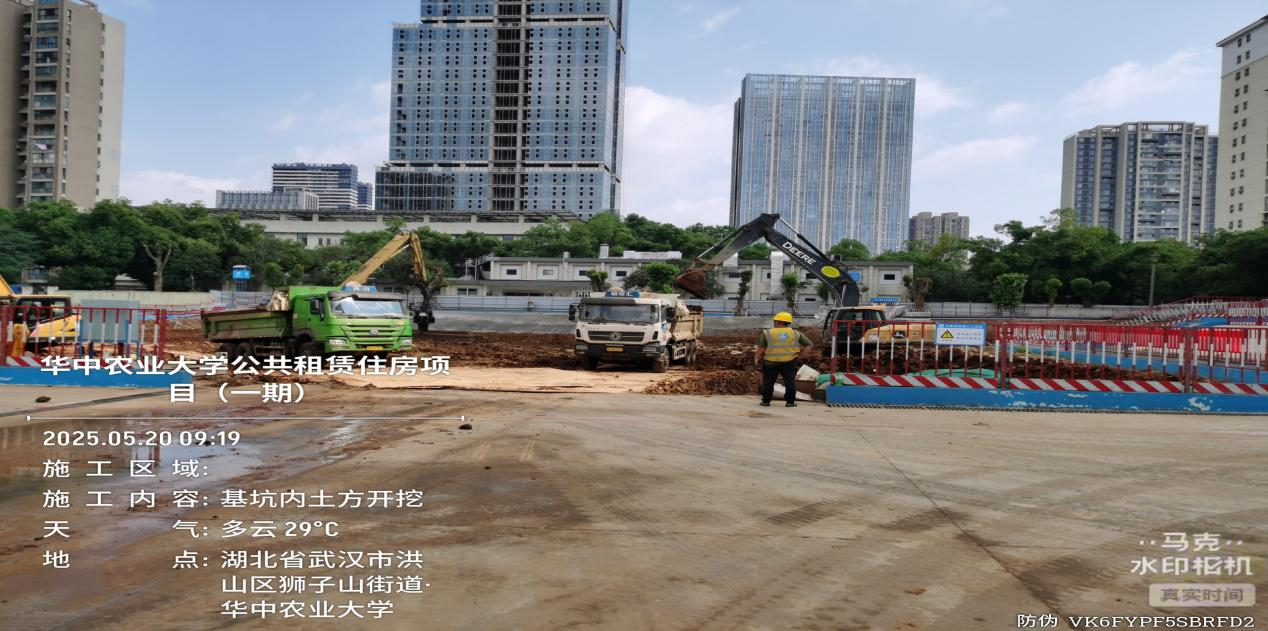 DEERE
华中农业大学公共租赁住房项
目（一期）
2025.05.20 09:19
施工区域:
施工内容: 基坑内土方开挖
天气: 多云 29℃
地点: 湖北省武汉市洪
山区狮子山街道·
华中农业大学
马克
水印相机
真实时间
防伪 VK6FYPF5SBRFD2